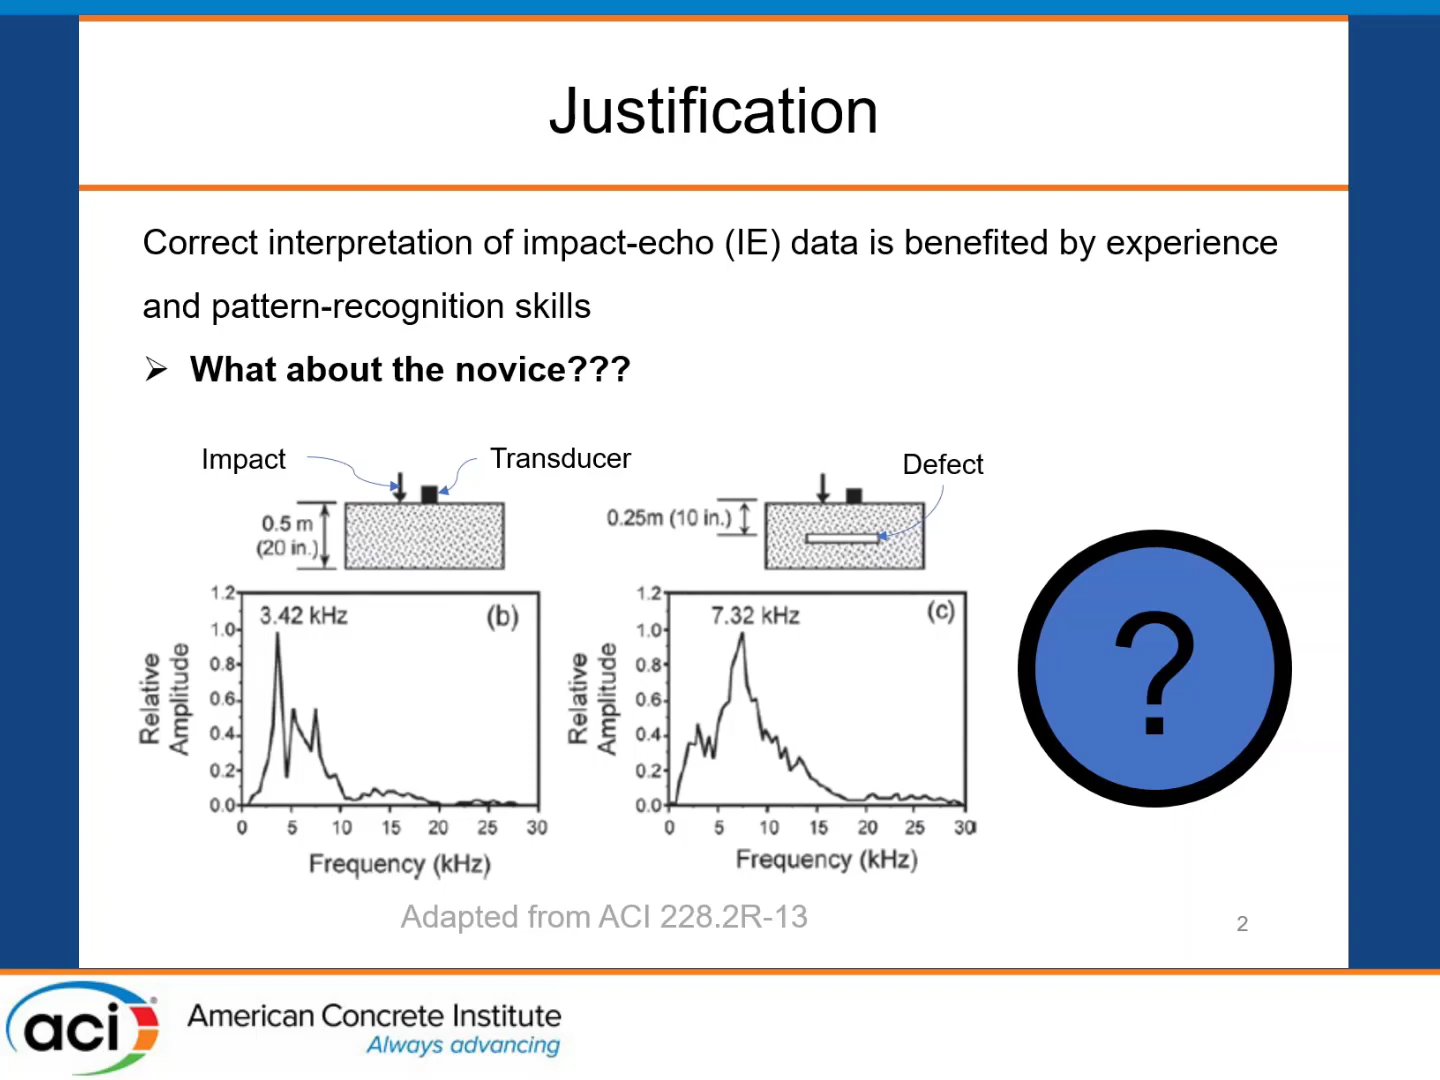 Justification
Correct interpretation of impact-echo (IE) data is benefited by experience
and pattern-recognition skills
➢ What about the novice???
Impact
Transducer
0.5 m
(20 in.)
Defect
0.25m (10 in.)
3.42 kHz
(b)
Relative
Amplitude
1.2
1.0
0.8
0.6
0.4
0.2
0.0
0 5 10 15 20 25 30
Frequency (kHz)
7.32 kHz
(c)
Relative
Amplitude
1.2
1.0
0.8
0.6
0.4
0.2
0.0
0 5 10 15 20 25 30
Frequency (kHz)
?
Adapted from ACI 228.2R-13
2
aci®
American Concrete Institute
Always advancing